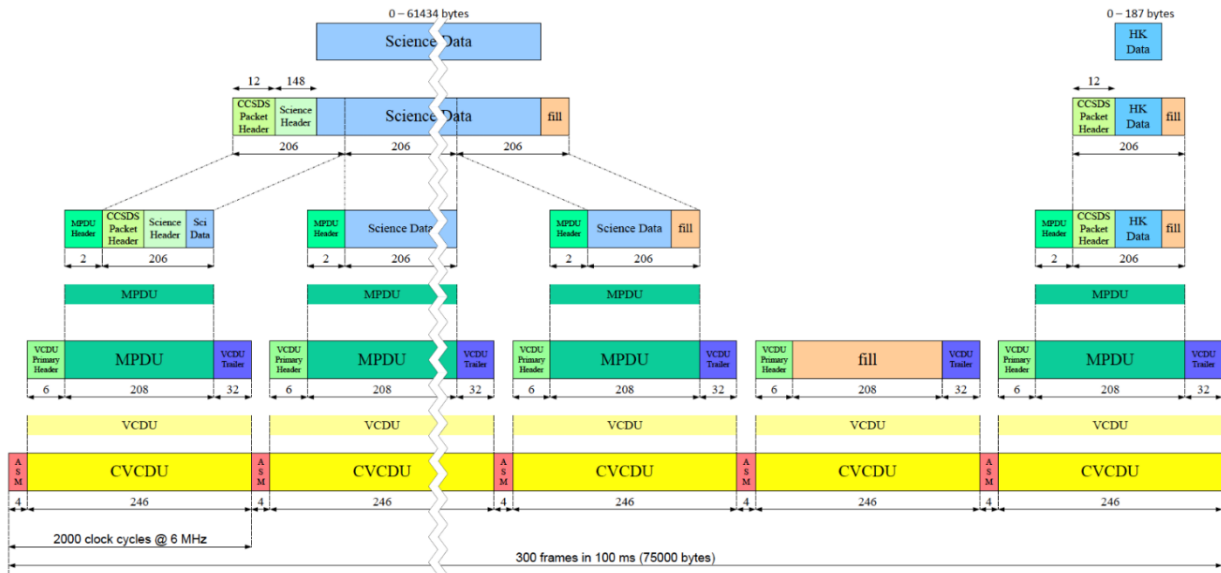 0 – 61434 bytes
0 – 187 bytes
Science Data
HK
Data
12
148
12
CCSDS
Packet
Header
Science
Header
Science Data
fill
CCSDS
Packet
Header
HK
Data
fill
206
206
206
206
MPDU
Header
CCSDS
Packet
Header
Science
Header
Sci
Data
MPDU
Header
Science Data
MPDU
Header
Science Data
fill
MPDU
Header
CCSDS
Packet
Header
HK
Data
fill
2
206
2
206
2
206
2
206
MPDU
MPDU
MPDU
MPDU
VCDU
Primary
Header
MPDU
VCDU
Trailer
VCDU
Primary
Header
MPDU
VCDU
Trailer
VCDU
Primary
Header
MPDU
VCDU
Trailer
VCDU
Primary
Header
fill
VCDU
Trailer
VCDU
Primary
Header
MPDU
VCDU
Trailer
6
208
32
6
208
32
6
208
32
6
208
32
6
208
32
VCDU
VCDU
VCDU
VCDU
VCDU
ASM
CVCDU
ASM
CVCDU
ASM
CVCDU
ASM
CVCDU
ASM
CVCDU
4
246
4
246
4
246
4
246
4
246
2000 clock cycles @ 6 MHz
300 frames in 100 ms (75000 bytes)